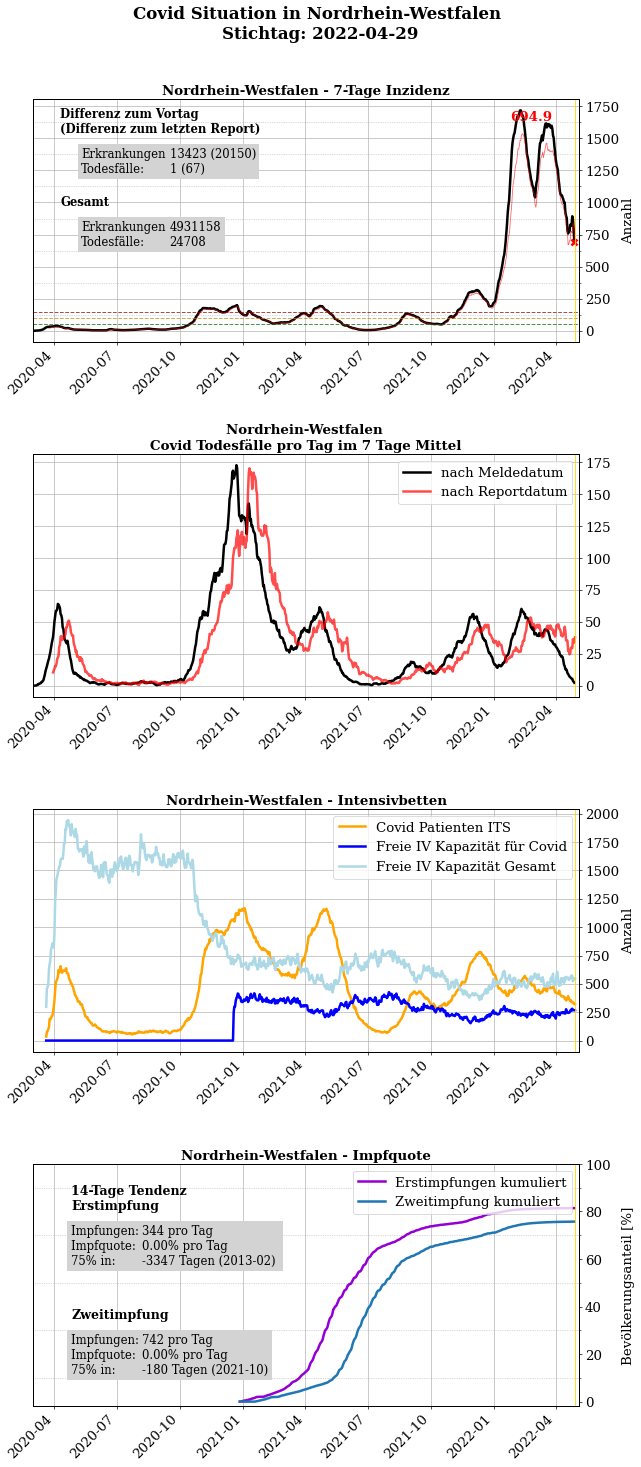 Covid Situation in Nordrhein-Westfalen
Stichtag: 2022-04-29
Nordrhein-Westfalen - 7-Tage Inzidenz
Differenz zum Vortag
(Differenz zum letzten Report)
Erkrankungen 13423 (20150)
Todesfälle: 1 (67)
Gesamt
Erkrankungen 4931158
Todesfälle: 24708
694.9
1750
1500
1250
1000
750
500
250
0
Anzahl
2020-04 2020-07 2020-10 2021-01 2021-04 2021-07 2021-10 2022-01 2022-04
Nordrhein-Westfalen
Covid Todesfälle pro Tag im 7 Tage Mittel
nach Meldedatum
nach Reportdatum
175
150
125
100
75
50
25
0
2020-04 2020-07 2020-10 2021-01 2021-04 2021-07 2021-10 2022-01 2022-04
Nordrhein-Westfalen - Intensivbetten
Covid Patienten ITS
Freie IV Kapazität für Covid
Freie IV Kapazität Gesamt
2000
1750
1500
1250
1000
750
500
250
0
Anzahl
2020-04 2020-07 2020-10 2021-01 2021-04 2021-07 2021-10 2022-01 2022-04
Nordrhein-Westfalen - Impfquote
14-Tage Tendenz
Erstimpfung
Impfungen: 344 pro Tag
Impfquote: 0.00% pro Tag
75% in: -3347 Tagen (2013-02)
Zweitimpfung
Impfungen: 742 pro Tag
Impfquote: 0.00% pro Tag
75% in: -180 Tagen (2021-10)
Erstimpfungen kumuliert
Zweitimpfung kumuliert
100
80
60
40
20
0
Bevölkerungsanteil [%]
2020-04 2020-07 2020-10 2021-01 2021-04 2021-07 2021-10 2022-01 2022-04